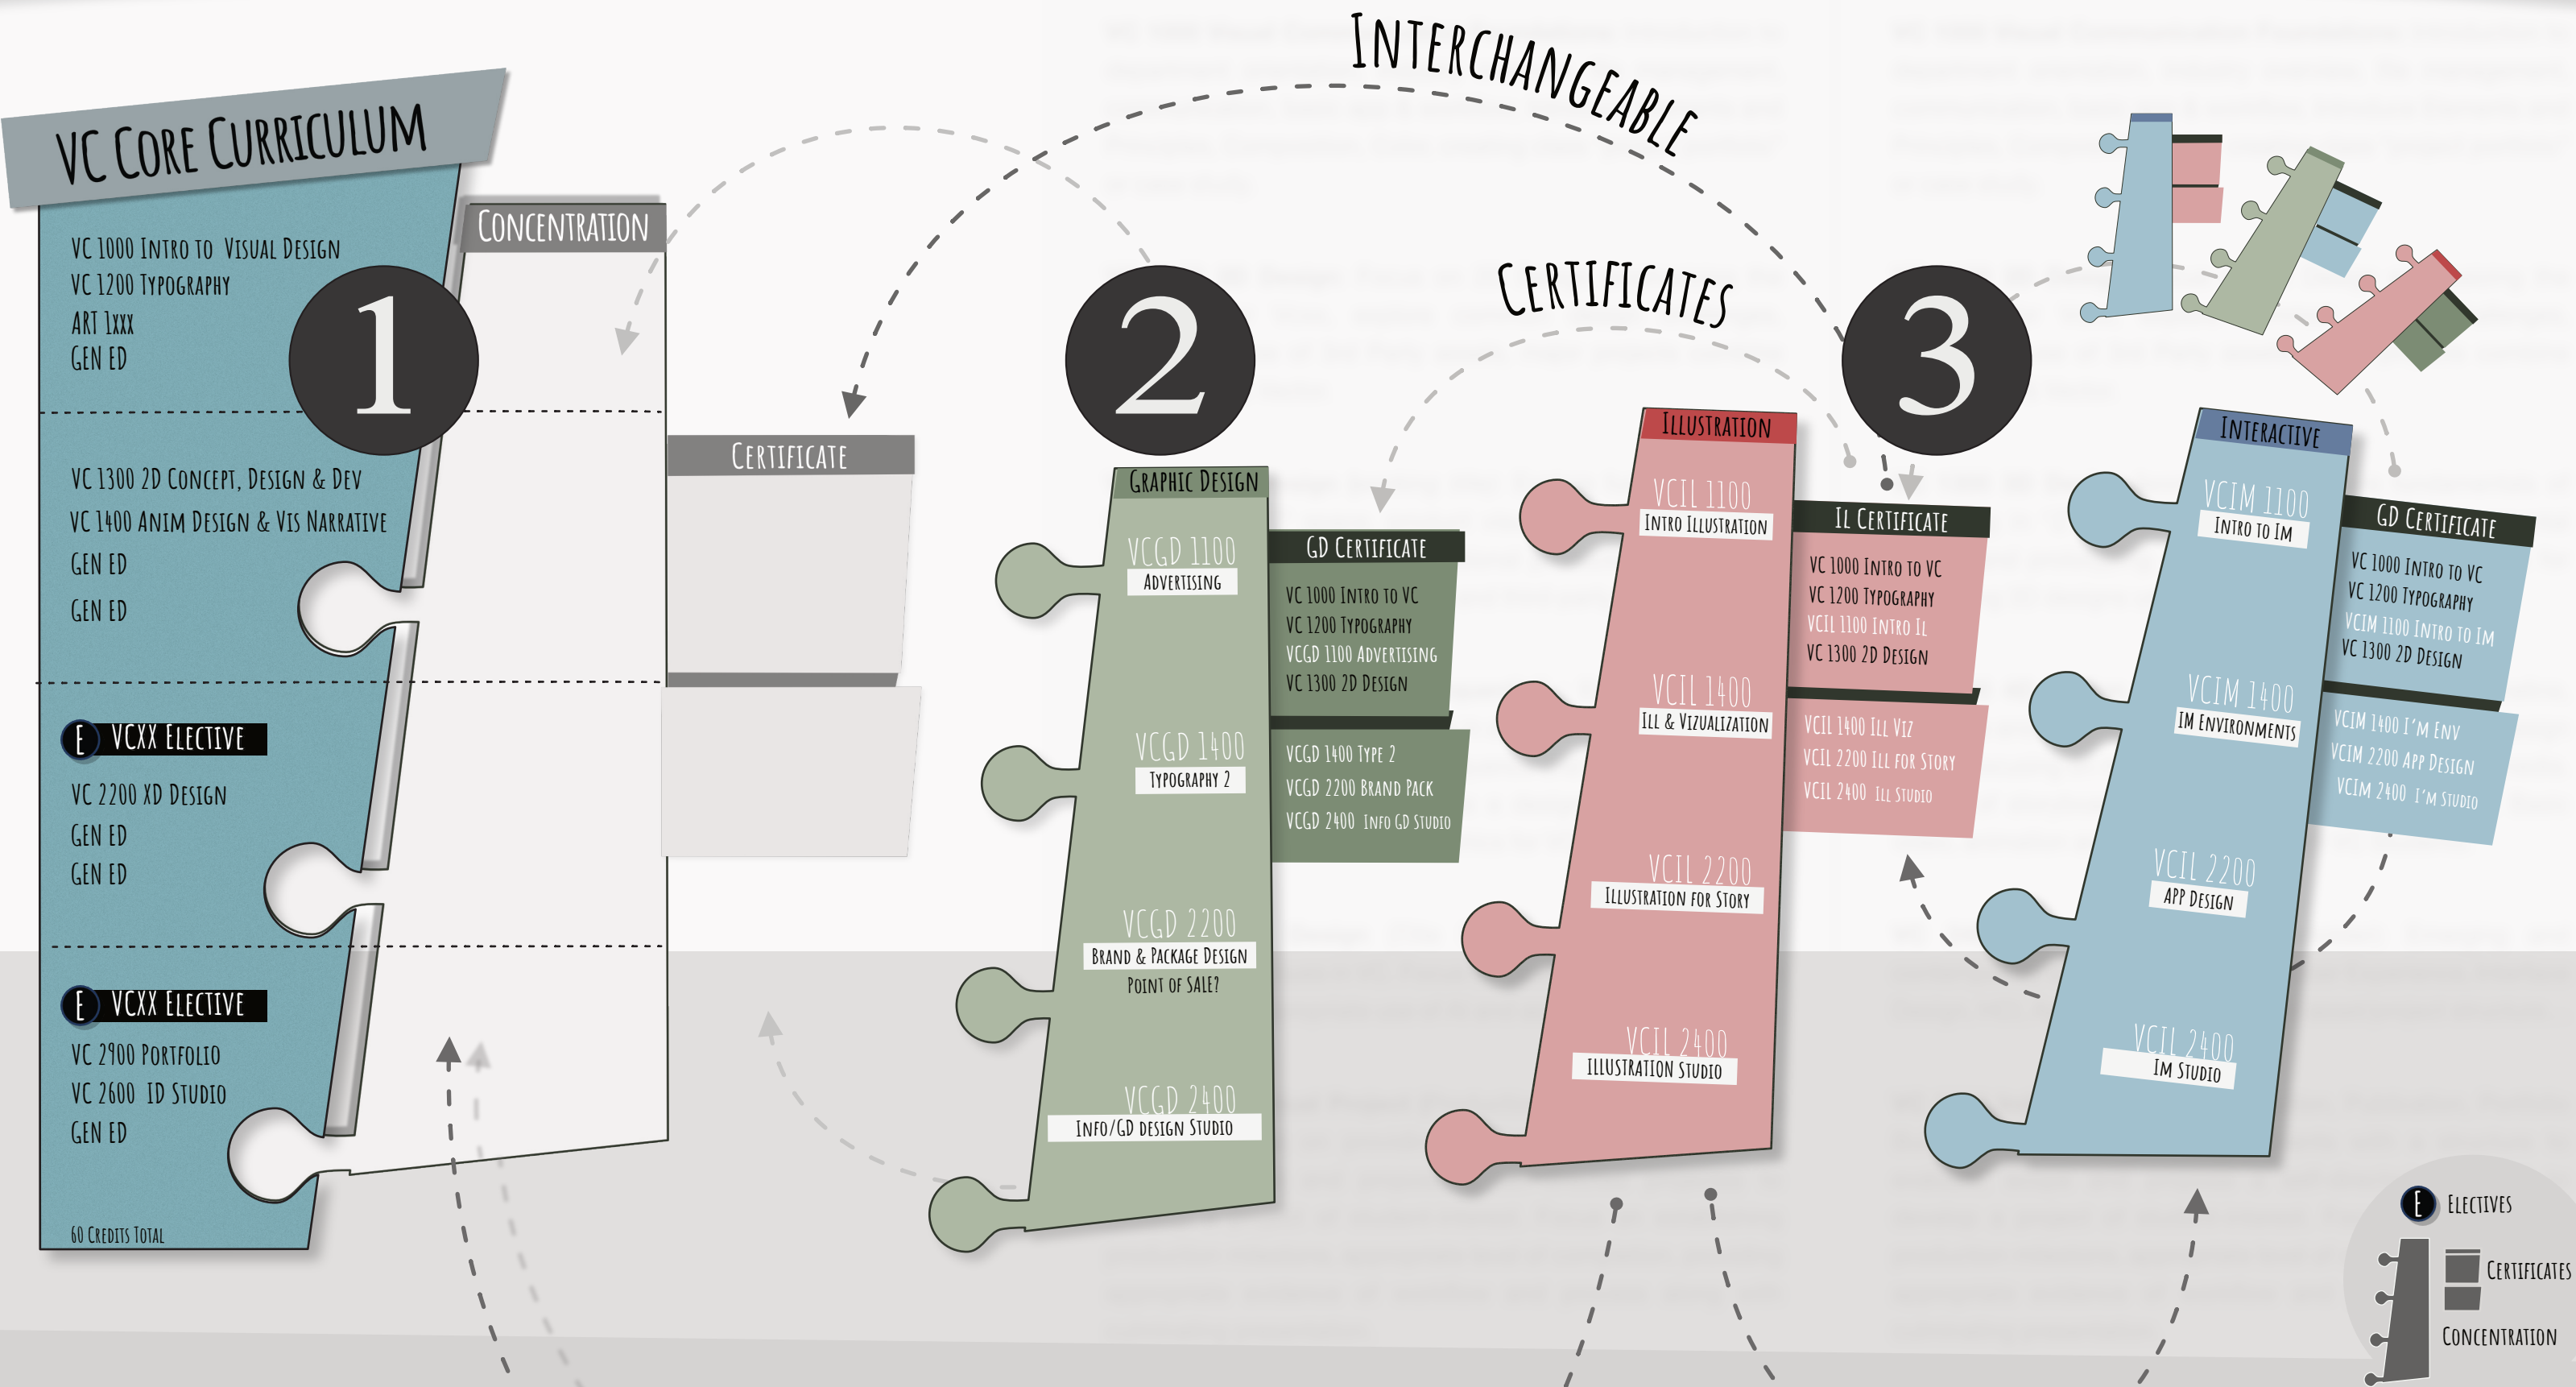 Interchangeable
VC Core Curriculum
VC 1000 Intro to Visual Design
VC 1200 Typography
ART 1xxx
GEN ED
VC 1300 2D Concept, Design & Dev
VC 1400 Anim Design & Vis Narrative
GEN ED
GEN ED
E VCXX Elective
VC 2200 XD Design
GEN ED
GEN ED
E VCXX Elective
VC 2900 Portfolio
VC 2600 ID Studio
GEN ED
60 Credits Total
1
Concentration
Certificate
2
Graphic Design
VCGD 1100
Advertising
VCGD 1400
Typography 2
VCGD 2200
Brand & Package Design
Point of SALE?
VCGD 2400
Info/GD design Studio
GD Certificate
VC 1000 Intro to VC
VC 1200 Typography
VCGD 1100 Advertising
VC 1300 2D Design
VCGD 1400 Type 2
VCGD 2200 Brand Pack
VCGD 2400 Info GD Studio
Certificates
3
Illustration
VCIL 1100
Intro Illustration
VCIL 1400
Ill & Vizualization
VCIL 2200
Illustration for Story
VCIL 2400
ILLUSTRATION Studio
IL Certificate
VC 1000 Intro to VC
VC 1200 Typography
VCIL 1100 Intro Il
VC 1300 2D Design
VCIL 1400 Ill Viz
VCIL 2200 Ill for Story
VCIL 2400 Ill Studio
Interactive
VCIM 1100
Intro to Im
VCIM 1400
IM Environments
VCIL 2200
APP Design
VCIL 2400
Im Studio
GD Certificate
VC 1000 Intro to VC
VC 1200 Typography
VCIM 1100 Intro to Im
VC 1300 2D Design
VCIM 1400 I'm Env
VCIM 2200 App Design
VCIM 2400 I'm Studio
E Electives
Certificates
Concentration